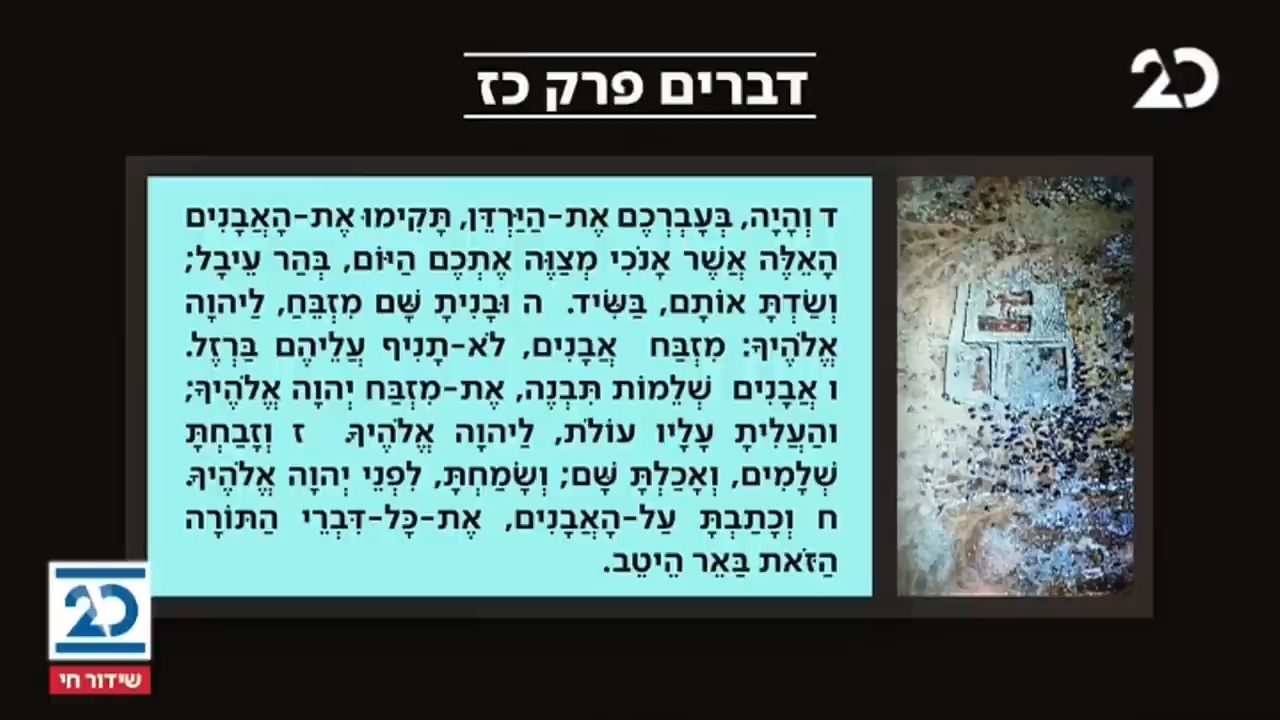 דברים פרק כז
20
ד וְהָיָה, בְּעָבְרְכֶם אֶת-הַיַּרְדֵּן, תָּקִימוּ אֶת-הָאֲבָנִים
הָאֵלֶּה אֲשֶׁר אָנֹכִי מְצַוֶּה אֶתְכֶם הַיּוֹם, בְּהַר עֵיבָל;
וְשַׂדְתָּ אוֹתָם, בַּשִּׂיד. ה וּבָנִיתָ שָּׁם מִזְבֵּחַ, לַיהוָה
אֱלֹהֶיךָ: מִזְבַּח אֲבָנִים, לֹא-תָנִיף עֲלֵיהֶם בַּרְזֶל.
ו אֲבָנִים שְׁלֵמוֹת תִּבְנֶה, אֶת-מִזְבַּח יְהוָה אֱלֹהֶיךָ;
והַעֲלִיתָ עָלָיו עוֹלֹת, לַיהוָה אֱלֹהֶיךָ. ז וְזָבַחְתָּ
שְׁלָמִים, וְאָכַלְתָּ שָּׁם; וְשָׂמַחְתָּ, לִפְנֵי יְהוָה אֱלֹהֶיךָ.
ח וְכָתַבְתָּ עַל-הָאֲבָנִים, אֶת-כָּל-דִּבְרֵי הַתּוֹרָה
הַזֹּאת בַּאֵר הֵיטֵב.
20
שידור חי